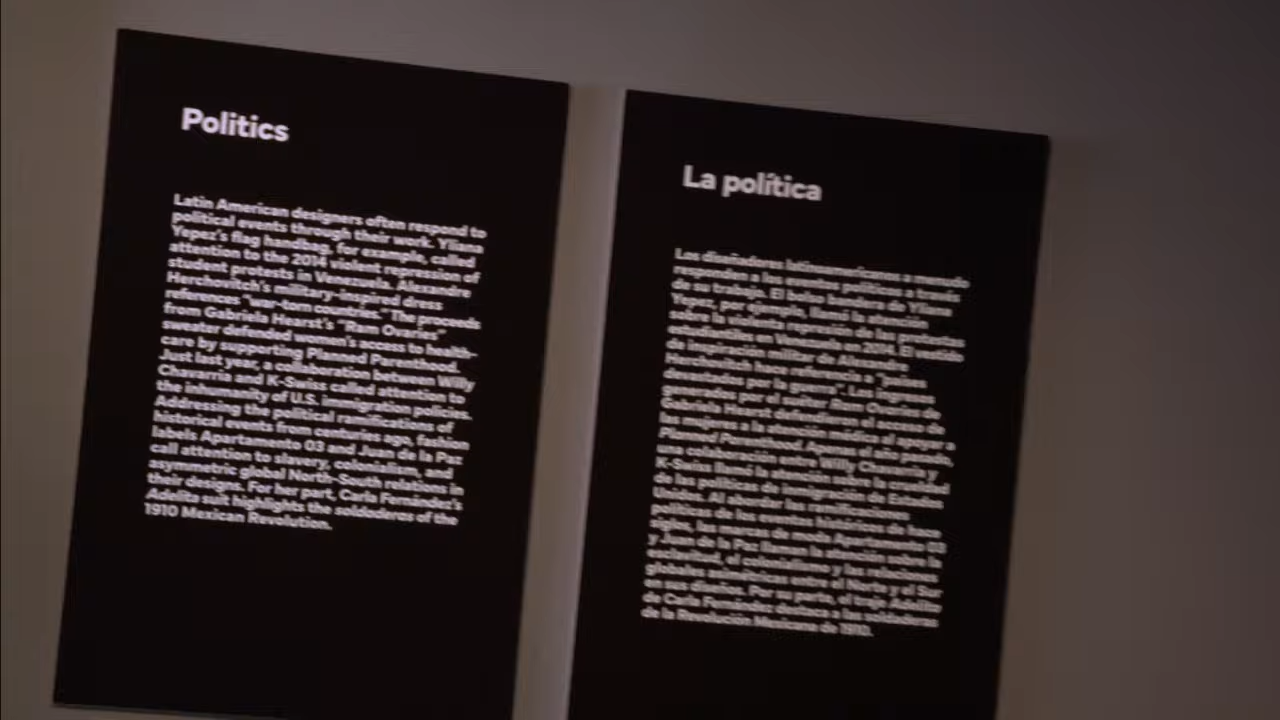 Politics
Latin American designers often respond to
political events through their work. Yliana
Yepez's flag handbag, for example, called
attention to the 2014 violent repression of
student protests in Venezuela. Alexandre
Herchovitch's military-inspired dress
references "war-torn countries." The proceeds
from Gabriela Hearst's "Ram Ovaries"
sweater defended women's access to health-
care by supporting Planned Parenthood.
Just last year, a collaboration between Willy
Chavarria and K-Swiss called attention to
the inhumanity of U.S. immigration policies.
Addressing the political ramifications of
historical events from centuries ago, fashion
labels Apartamento 03 and Juan de la Paz
call attention to slavery, colonialism, and
asymmetric global North-South relations in
their designs. For her part, Carla Fernández's
Adelita suit highlights the soldaderas of the
1910 Mexican Revolution.
La política
Los diseñadores latinoamericanos a menudo
responden a los eventos políticos a través
de su trabajo. El bolso bandera de Yliana
Yepez, por ejemplo, llamó la atención
sobre la violenta represión de las protestas
estudiantiles en Venezuela en 2014. El vestido
de inspiración militar de Alexandre
Herchovitch hace referencia a "países
devastados por la guerra". Los ingresos
generados por el suéter Ram Ovaries de
Gabriela Hearst defendieron el acceso de
las mujeres a la atención médica al apoyar a
Planned Parenthood. Apenas el año pasado,
una colaboración entre Willy Chavarria y
K-Swiss llamó la atención sobre la crueldad
de las políticas de inmigración de Estados
Unidos. Al abordar las ramificaciones
políticas de los eventos históricos de hace
siglos, las marcas de moda Apartamento 03
y Juan de la Paz llaman la atención sobre la
esclavitud, el colonialismo y las relaciones
globales asimétricas entre el Norte y el Sur
en sus diseños. Por su parte, el traje Adelita
de Carla Fernández destaca a las soldaderas
de la Revolución Mexicana de 1910.